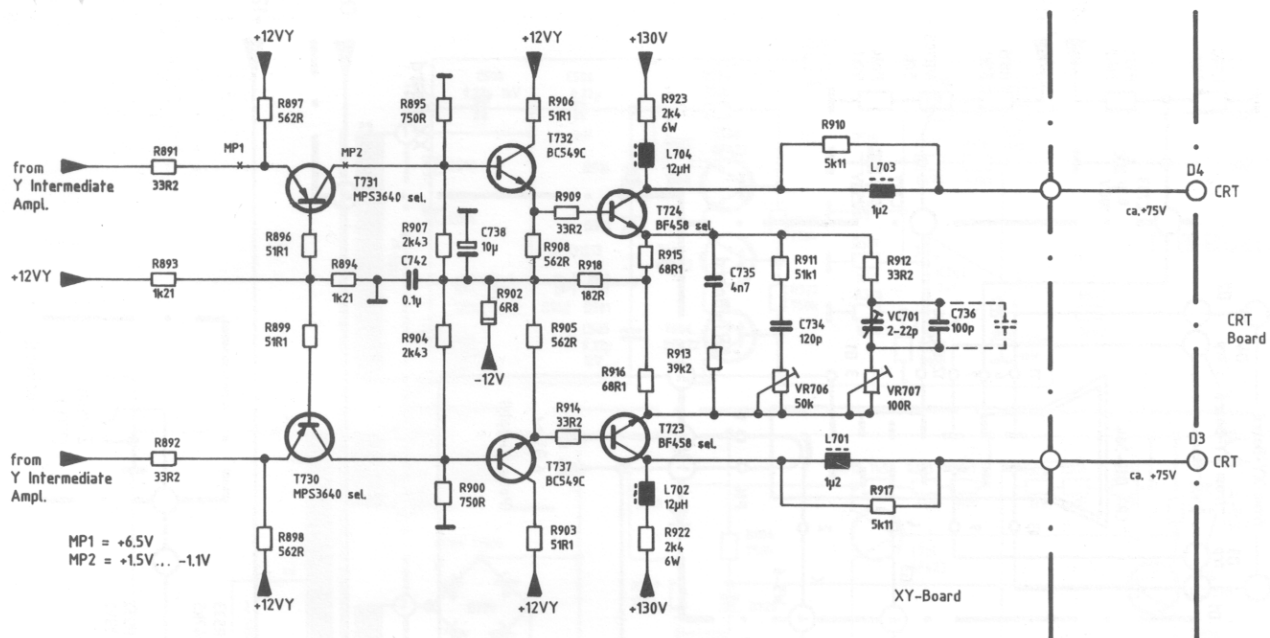 +12VY
+12VY
+130V
R897
562R
R895
750R
R906
51R1
R923
2k4
6W
R910
5k11
MP1
MP2
T732
BC549C
L704
12µH
L703
1µ2
D4
CRT
from
Y Intermediate
Ampl.
R891
33R2
T731
MPS3640 sel.
R909
33R2
T724
BF458 sel.
ca.+75V
R896
51R1
R907
2k43
C738
10µ
R908
562R
R915
68R1
C735
4n7
R911
51k1
R912
33R2
+12VY
R893
1k21
R894
1k21
C742
0.1µ
R902
6R8
R918
182R
R899
51R1
R904
2k43
-12V
R905
562R
C734
120p
VC701
2-22p
C736
100p
CRT
Board
R916
68R1
R913
39k2
VR706
50k
VR707
100R
R914
33R2
T723
BF458 sel.
from
Y Intermediate
Ampl.
R892
33R2
T730
MPS3640 sel.
T737
BC549C
L701
1µ2
D3
CRT
ca. +75V
R900
750R
L702
12µH
R917
5k11
R898
562R
R903
51R1
R922
2k4
6W
MP1 = +6,5V
MP2 = +1.5V... -1,1V
+12VY
+12VY
+130V
XY-Board